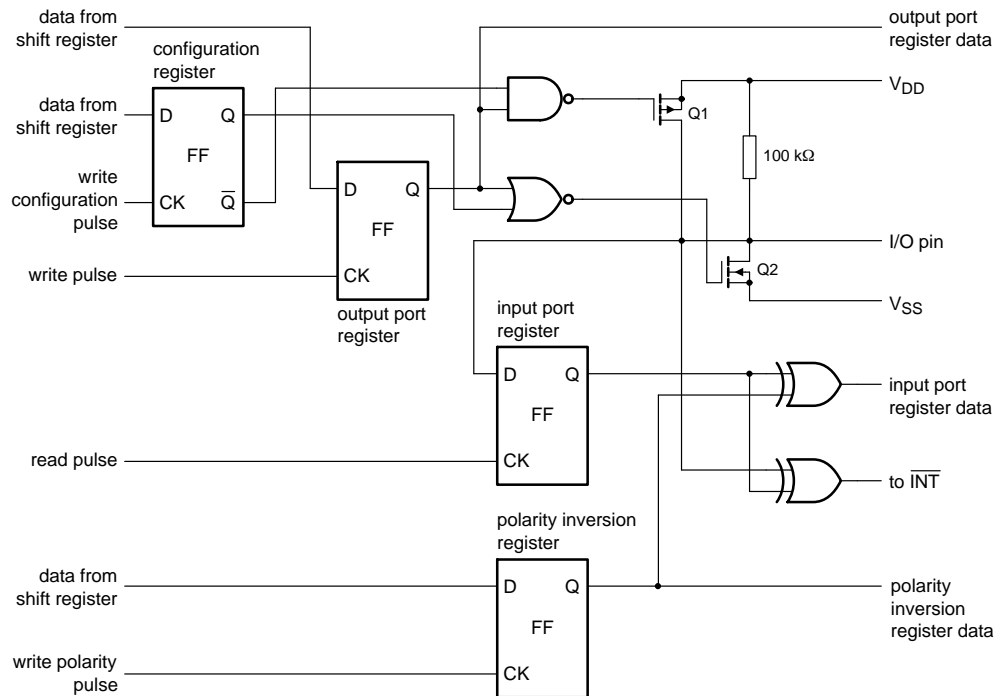 data from
shift register
output port
register data
configuration
register
V_DD
Q1
data from
shift register
D
Q
FF
100 kΩ
write
configuration
pulse
CK
Q̅
D
Q
FF
I/O pin
Q2
write pulse
CK
V_SS
output port
register
input port
register
D
Q
input port
register data
FF
read pulse
CK
to I̅N̅T̅
polarity inversion
register
data from
shift register
D
Q
polarity
inversion
register data
FF
write polarity
pulse
CK